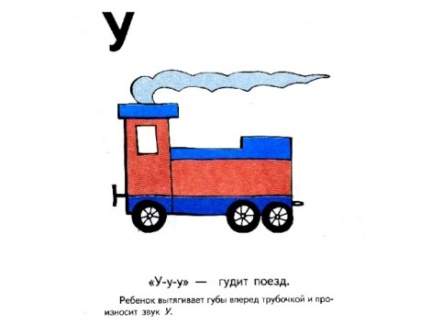 У
«У-у-у» — гудит поезд.
Ребенок вытягивает губы вперед трубочкой и про-
износит звук У.